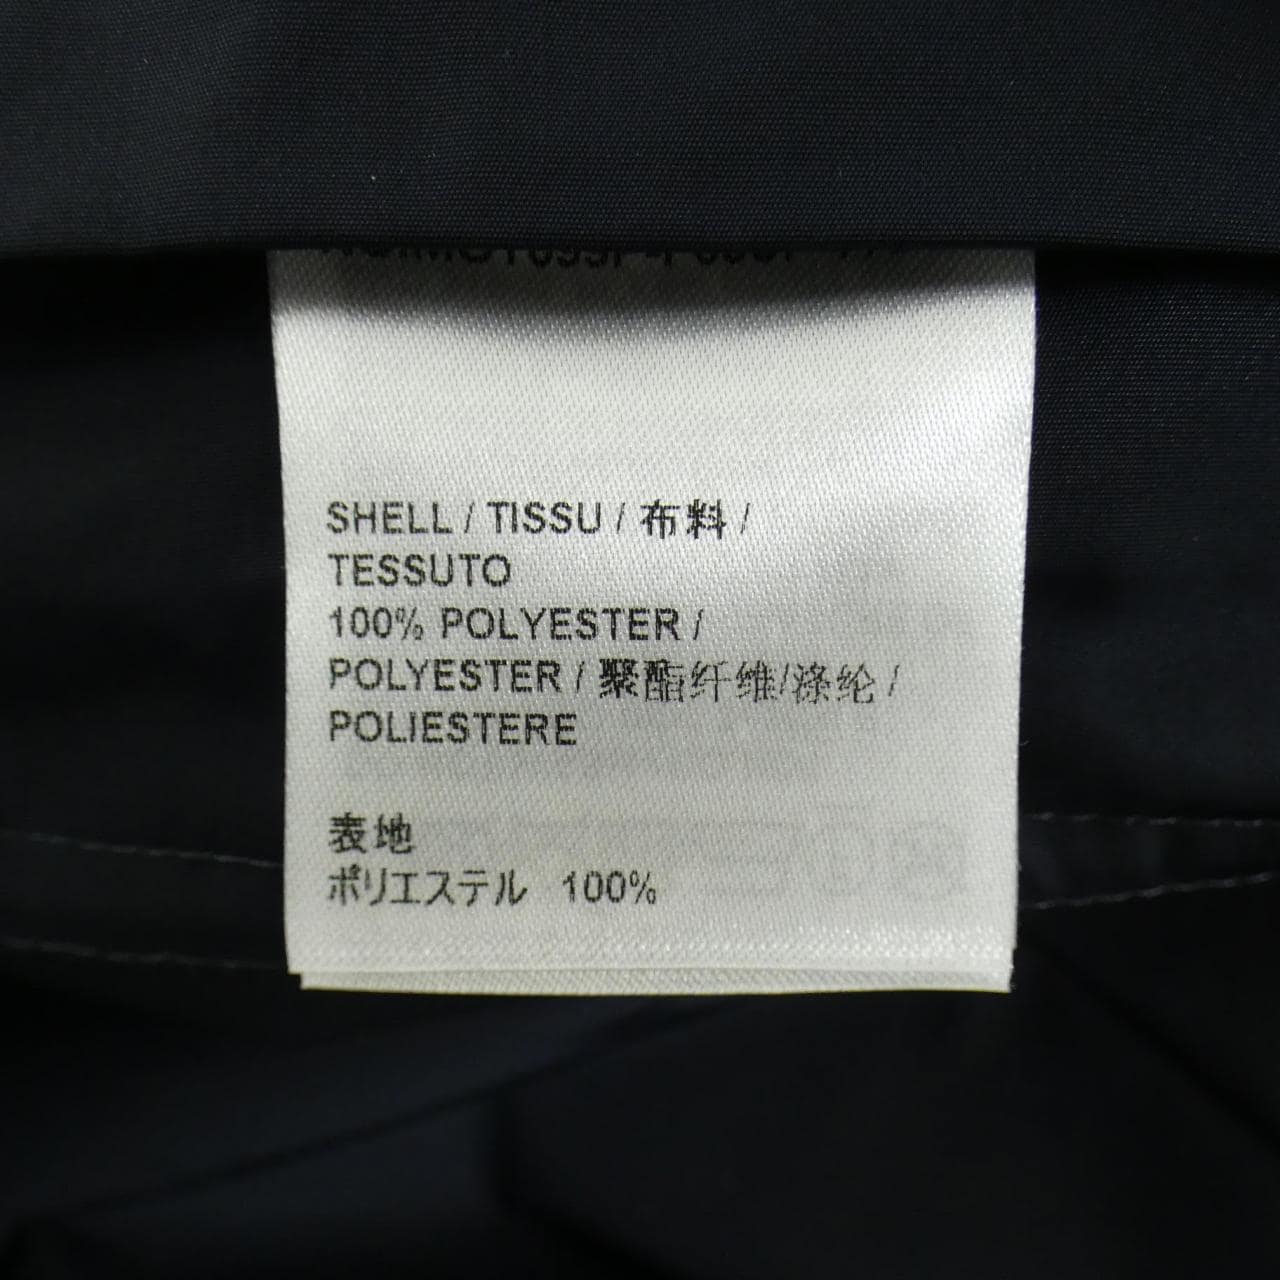 SHELL / TISSU / 布料 /
TESSUTO
100% POLYESTER /
POLYESTER / 聚酯纤维/涤纶 /
POLIESTERE
表地
ポリエステル 100%